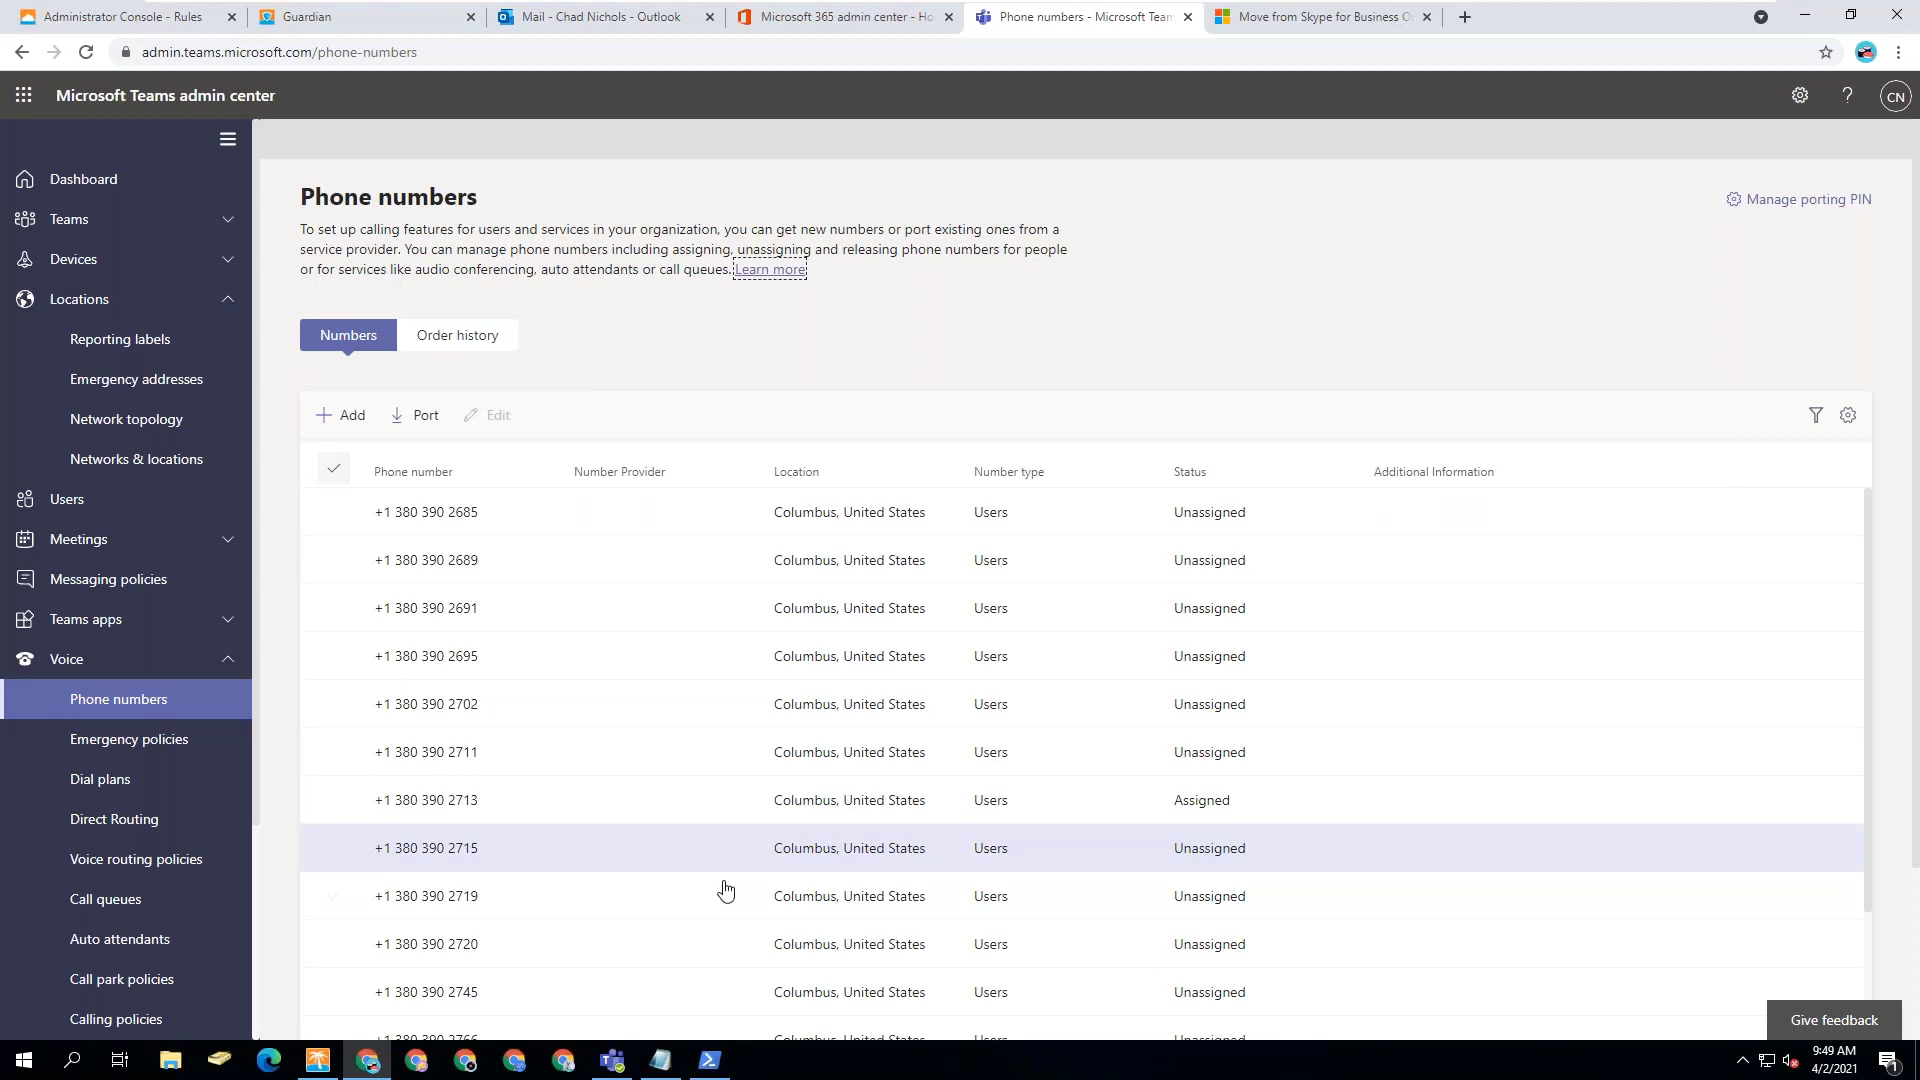 Administrator Console - Rules
Guardian
Mail - Chad Nichols - Outlook
Microsoft 365 admin center - Ho
Phone numbers - Microsoft Team
Move from Skype for Business O
admin.teams.microsoft.com/phone-numbers
Microsoft Teams admin center
CN
Dashboard
Teams
Devices
Locations
Reporting labels
Emergency addresses
Network topology
Networks & locations
Users
Meetings
Messaging policies
Teams apps
Voice
Phone numbers
Emergency policies
Dial plans
Direct Routing
Voice routing policies
Call queues
Auto attendants
Call park policies
Calling policies
Phone numbers
Manage porting PIN
To set up calling features for users and services in your organization, you can get new numbers or port existing ones from a
service provider. You can manage phone numbers including assigning, unassigning and releasing phone numbers for people
or for services like audio conferencing, auto attendants or call queues. Learn more
Numbers Order history
Add Port Edit
Phone number Number Provider Location Number type Status Additional Information
+1 380 390 2685 Columbus, United States Users Unassigned
+1 380 390 2689 Columbus, United States Users Unassigned
+1 380 390 2691 Columbus, United States Users Unassigned
+1 380 390 2695 Columbus, United States Users Unassigned
+1 380 390 2702 Columbus, United States Users Unassigned
+1 380 390 2711 Columbus, United States Users Unassigned
+1 380 390 2713 Columbus, United States Users Assigned
+1 380 390 2715 Columbus, United States Users Unassigned
+1 380 390 2719 Columbus, United States Users Unassigned
+1 380 390 2720 Columbus, United States Users Unassigned
+1 380 390 2745 Columbus, United States Users Unassigned
+1 380 390 2766 Columbus, United States Users Unassigned
Give feedback
9:49 AM
4/2/2021
1